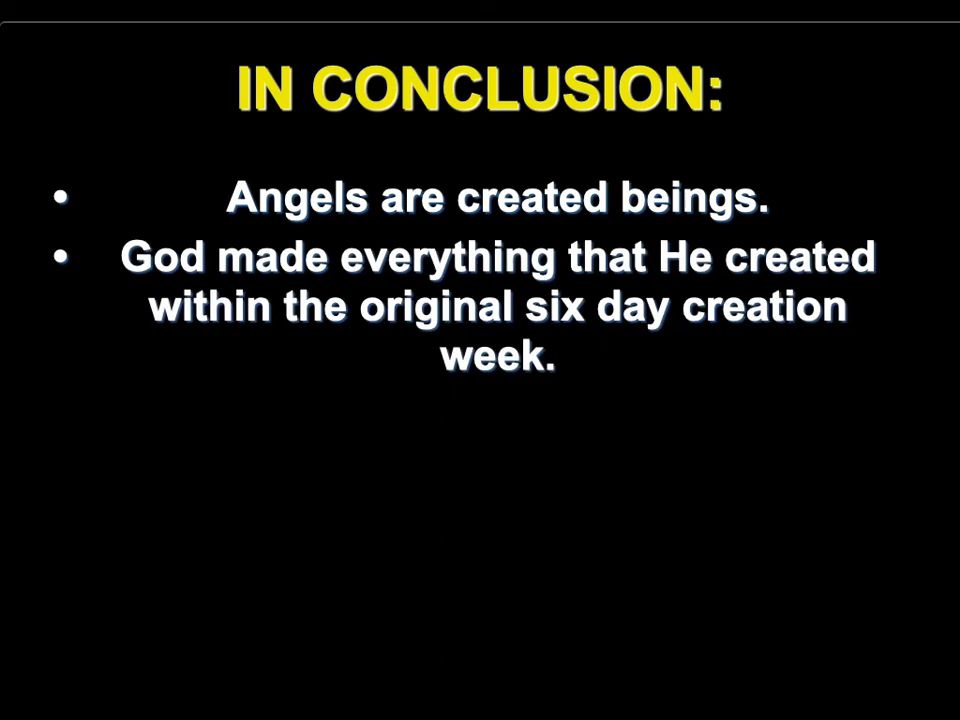 IN CONCLUSION:
• Angels are created beings.
• God made everything that He created
within the original six day creation
week.